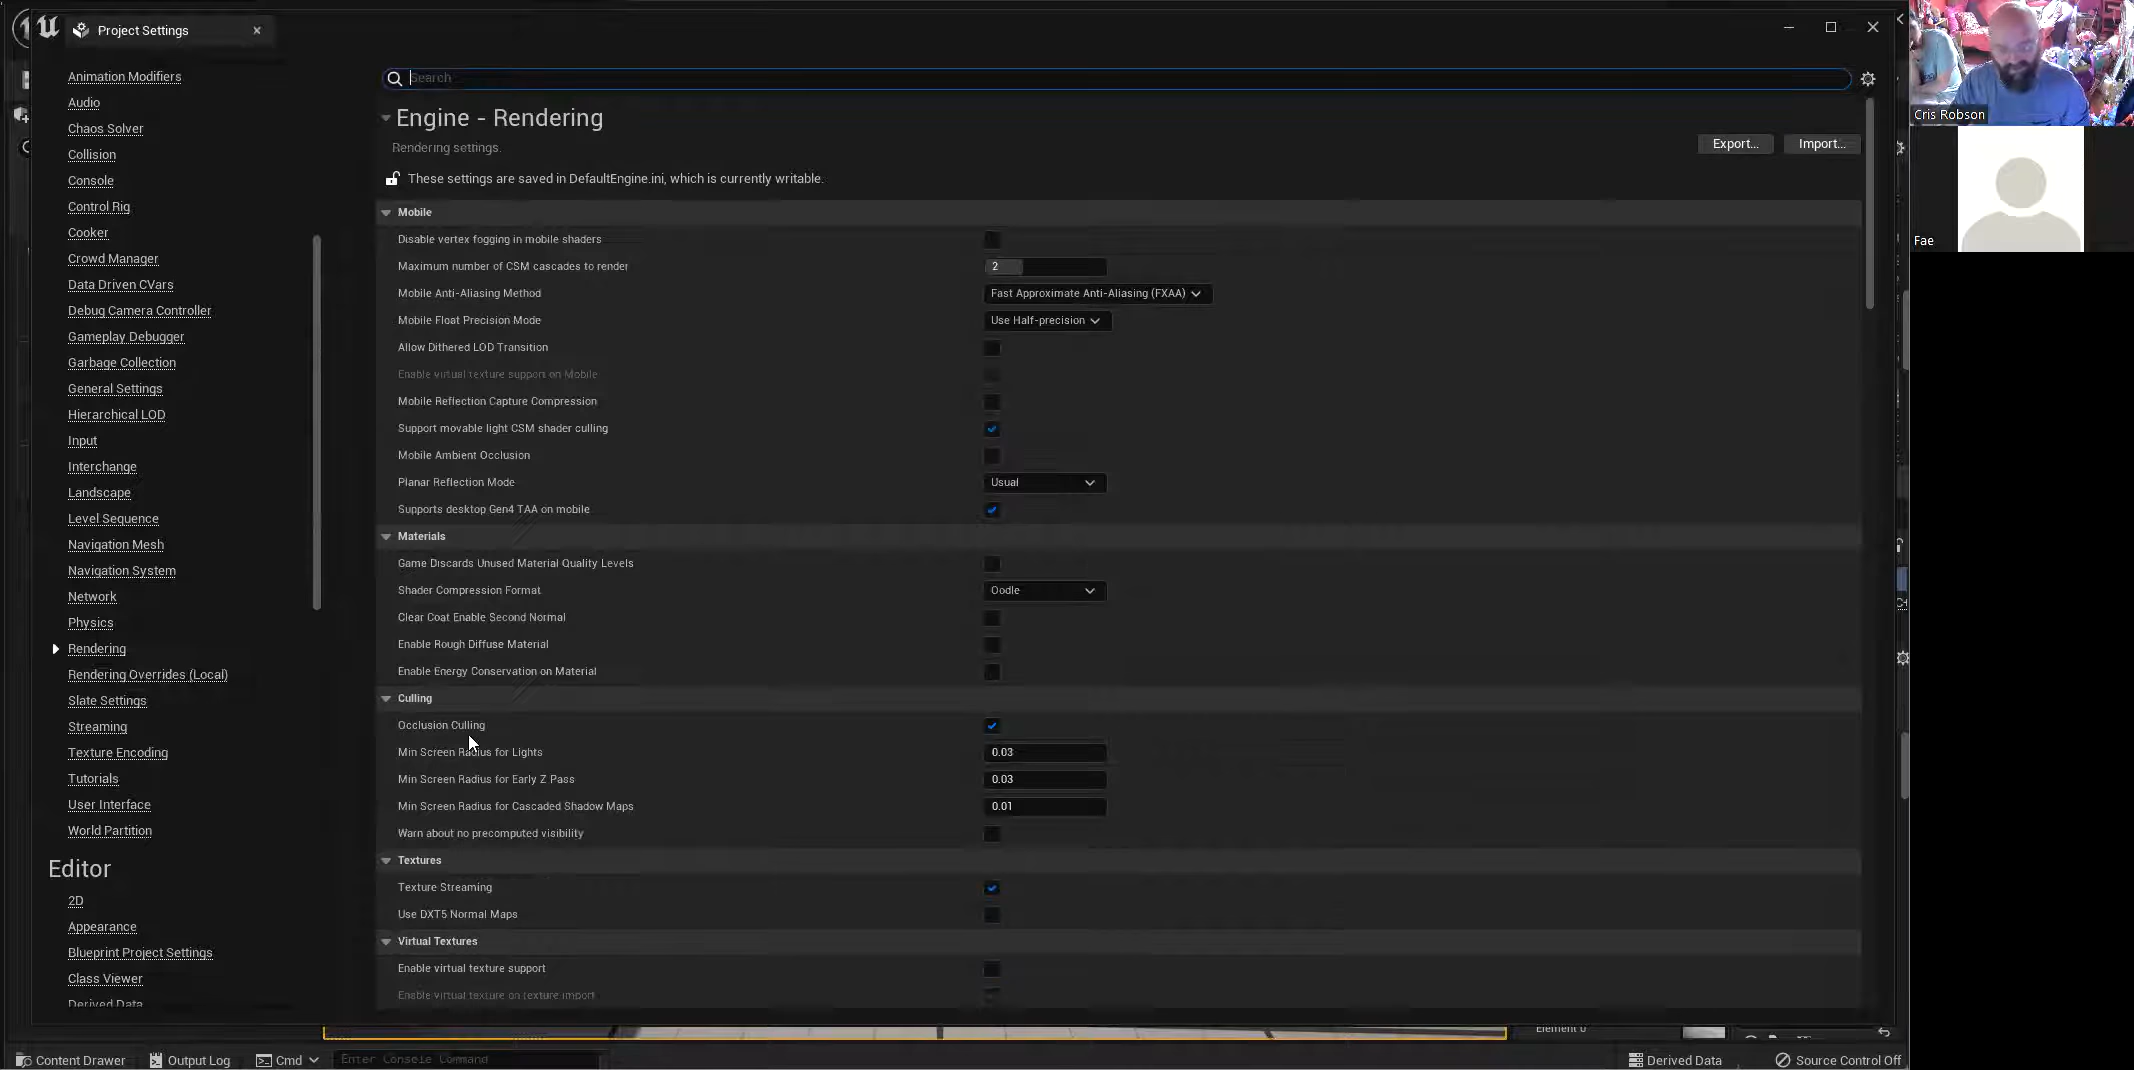 Project Settings
Animation Modifiers
Audio
Chaos Solver
Collision
Console
Control Rig
Cooker
Crowd Manager
Data Driven CVars
Debug Camera Controller
Gameplay Debugger
Garbage Collection
General Settings
Hierarchical LOD
Input
Interchange
Landscape
Level Sequence
Navigation Mesh
Navigation System
Network
Physics
Rendering
Rendering Overrides (Local)
Slate Settings
Streaming
Texture Encoding
Tutorials
User Interface
World Partition
Editor
2D
Appearance
Blueprint Project Settings
Class Viewer
Derived Data
Search
Engine - Rendering
Rendering settings.
Export... Import...
These settings are saved in DefaultEngine.ini, which is currently writable.
Mobile
Disable vertex fogging in mobile shaders
Maximum number of CSM cascades to render 2
Mobile Anti-Aliasing Method Fast Approximate Anti-Aliasing (FXAA)
Mobile Float Precision Mode Use Half-precision
Allow Dithered LOD Transition
Enable virtual texture support on Mobile
Mobile Reflection Capture Compression
Support movable light CSM shader culling
Mobile Ambient Occlusion
Planar Reflection Mode Usual
Supports desktop Gen4 TAA on mobile
Materials
Game Discards Unused Material Quality Levels
Shader Compression Format Oodle
Clear Coat Enable Second Normal
Enable Rough Diffuse Material
Enable Energy Conservation on Material
Culling
Occlusion Culling
Min Screen Radius for Lights 0.03
Min Screen Radius for Early Z Pass 0.03
Min Screen Radius for Cascaded Shadow Maps 0.01
Warn about no precomputed visibility
Textures
Texture Streaming
Use DXT5 Normal Maps
Virtual Textures
Enable virtual texture support
Enable virtual texture on texture import
Element 0
Content Drawer Output Log Cmd Enter Console Command Derived Data Source Control Off
Cris Robson
Fae